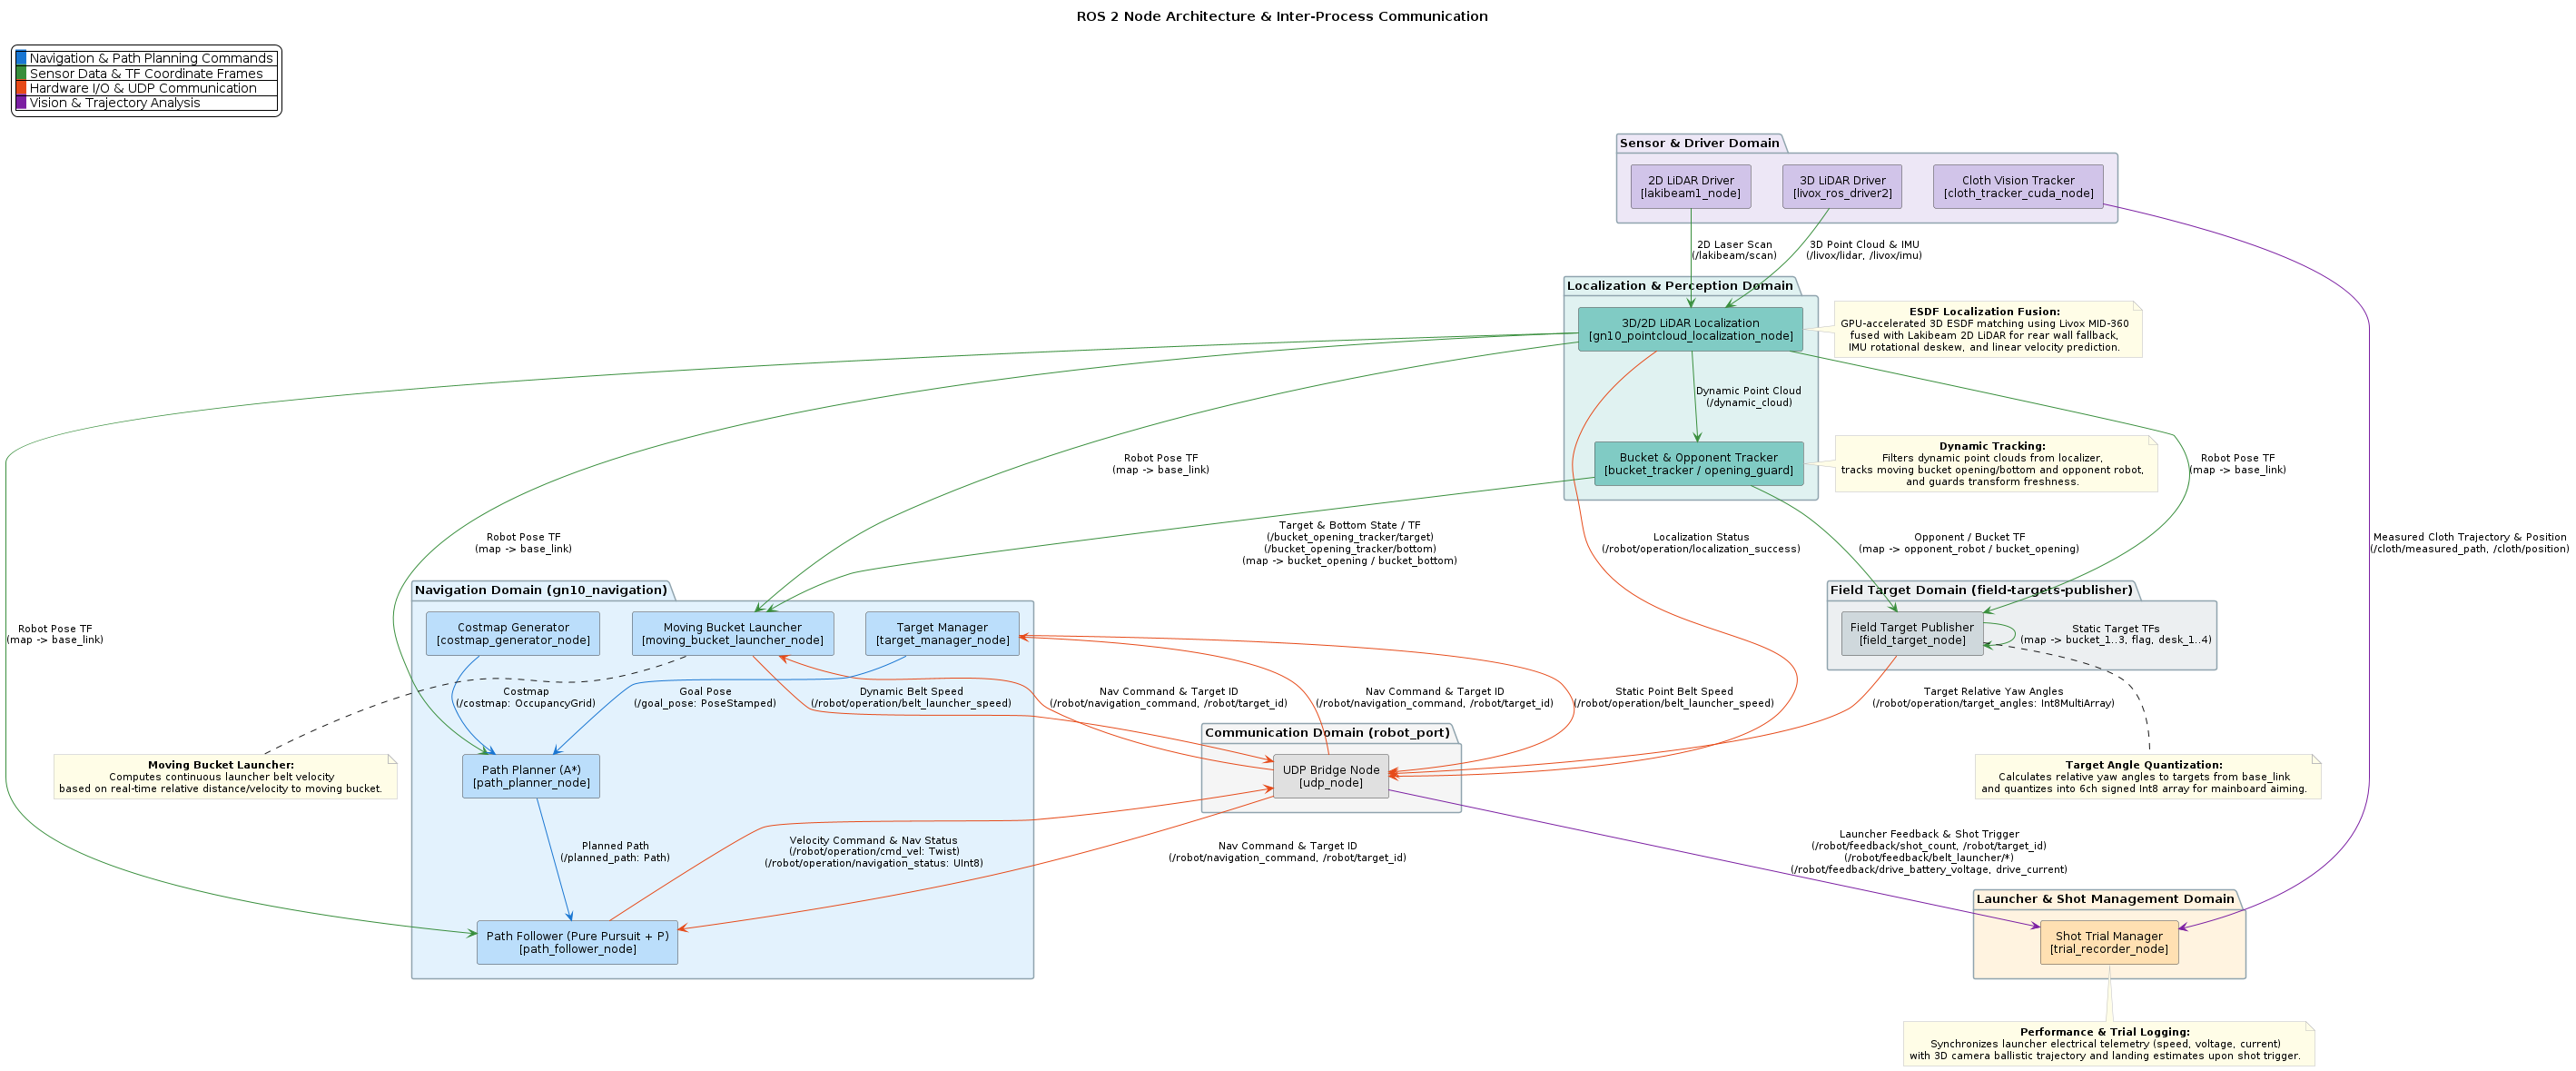 ROS 2 Node Architecture & Inter-Process Communication
Navigation & Path Planning Commands
Sensor Data & TF Coordinate Frames
Hardware I/O & UDP Communication
Vision & Trajectory Analysis
Sensor & Driver Domain
2D LiDAR Driver
[lakibeam1_node]
3D LiDAR Driver
[livox_ros_driver2]
Cloth Vision Tracker
[cloth_tracker_cuda_node]
2D Laser Scan
(/lakibeam/scan)
3D Point Cloud & IMU
(/livox/lidar, /livox/imu)
Localization & Perception Domain
3D/2D LiDAR Localization
[gn10_pointcloud_localization_node]
ESDF Localization Fusion:
GPU-accelerated 3D ESDF matching using Livox MID-360
fused with Lakibeam 2D LiDAR for rear wall fallback,
IMU rotational deskew, and linear velocity prediction.
Dynamic Point Cloud
(/dynamic_cloud)
Bucket & Opponent Tracker
[bucket_tracker / opening_guard]
Dynamic Tracking:
Filters dynamic point clouds from localizer,
tracks moving bucket opening/bottom and opponent robot,
and guards transform freshness.
Robot Pose TF
(map -> base_link)
Robot Pose TF
(map -> base_link)
Robot Pose TF
(map -> base_link)
Target & Bottom State / TF
(/bucket_opening_tracker/target)
(/bucket_opening_tracker/bottom)
(map -> bucket_opening / bucket_bottom)
Localization Status
(/robot/operation/localization_success)
Opponent / Bucket TF
(map -> opponent_robot / bucket_opening)
Measured Cloth Trajectory & Position
(/cloth/measured_path, /cloth/position)
Robot Pose TF
(map -> base_link)
Navigation Domain (gn10_navigation)
Costmap Generator
[costmap_generator_node]
Moving Bucket Launcher
[moving_bucket_launcher_node]
Target Manager
[target_manager_node]
Field Target Domain (field-targets-publisher)
Field Target Publisher
[field_target_node]
Static Target TFs
(map -> bucket_1..3, flag, desk_1..4)
Costmap
(/costmap: OccupancyGrid)
Goal Pose
(/goal_pose: PoseStamped)
Dynamic Belt Speed
(/robot/operation/belt_launcher_speed)
Nav Command & Target ID
(/robot/navigation_command, /robot/target_id)
Nav Command & Target ID
(/robot/navigation_command, /robot/target_id)
Static Point Belt Speed
(/robot/operation/belt_launcher_speed)
Target Relative Yaw Angles
(/robot/operation/target_angles: Int8MultiArray)
Communication Domain (robot_port)
UDP Bridge Node
[udp_node]
Moving Bucket Launcher:
Computes continuous launcher belt velocity
based on real-time relative distance/velocity to moving bucket.
Path Planner (A*)
[path_planner_node]
Target Angle Quantization:
Calculates relative yaw angles to targets from base_link
and quantizes into 6ch signed Int8 array for mainboard aiming.
Planned Path
(/planned_path: Path)
Velocity Command & Nav Status
(/robot/operation/cmd_vel: Twist)
(/robot/operation/navigation_status: UInt8)
Nav Command & Target ID
(/robot/navigation_command, /robot/target_id)
Launcher Feedback & Shot Trigger
(/robot/feedback/shot_count, /robot/target_id)
(/robot/feedback/belt_launcher/*)
(/robot/feedback/drive_battery_voltage, drive_current)
Launcher & Shot Management Domain
Path Follower (Pure Pursuit + P)
[path_follower_node]
Shot Trial Manager
[trial_recorder_node]
Performance & Trial Logging:
Synchronizes launcher electrical telemetry (speed, voltage, current)
with 3D camera ballistic trajectory and landing estimates upon shot trigger.